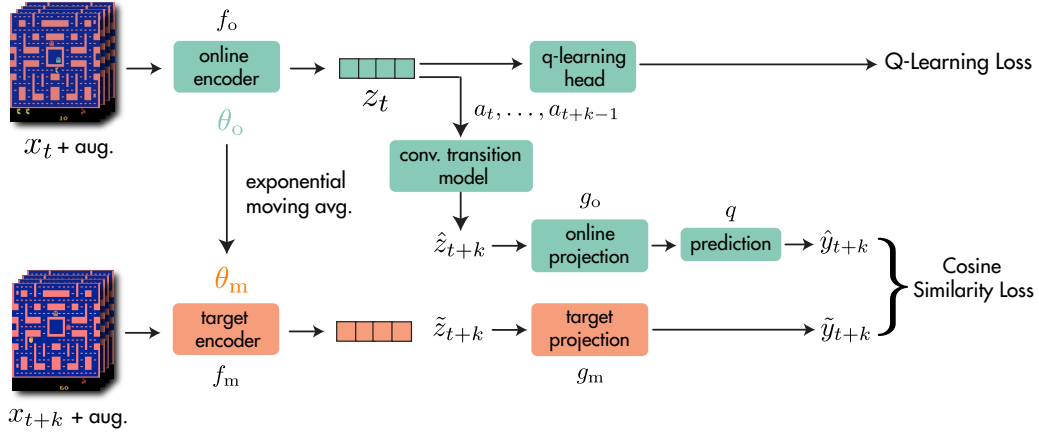 f_o
online
encoder
z_t
q-learning
head
Q-Learning Loss
θ_o
a_t, . . . , a_{t+k−1}
10
x_t + aug.
conv. transition
model
exponential
moving avg.
g_o
q
ẑ_{t+k}
online
projection
prediction
ŷ_{t+k}
Cosine
Similarity Loss
θ_m
target
encoder
z̃_{t+k}
target
projection
ỹ_{t+k}
f_m
g_m
60
x_{t+k} + aug.